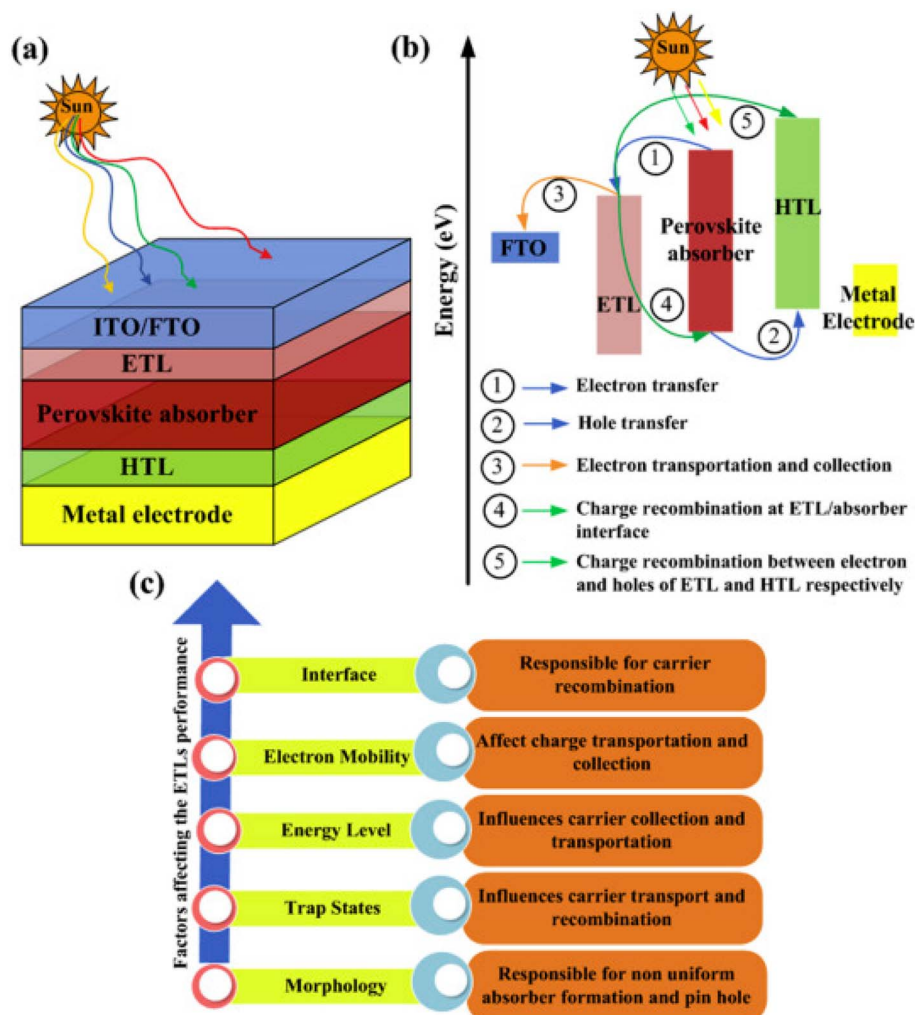 (a)
Sun
ITO/FTO
ETL
Perovskite absorber
HTL
Metal electrode
(b)
Energy (eV)
Sun
5
1
3
HTL
FTO
Perovskite
absorber
ETL
4
Metal
Electrode
2
1 Electron transfer
2 Hole transfer
3 Electron transportation and collection
4 Charge recombination at ETL/absorber
interface
5 Charge recombination between electron
and holes of ETL and HTL respectively
(c)
Factors affecting the ETLs performance
Interface
Responsible for carrier
recombination
Electron Mobility
Affect charge transportation and
collection
Energy Level
Influences carrier collection and
transportation
Trap States
Influences carrier transport and
recombination
Morphology
Responsible for non uniform
absorber formation and pin hole